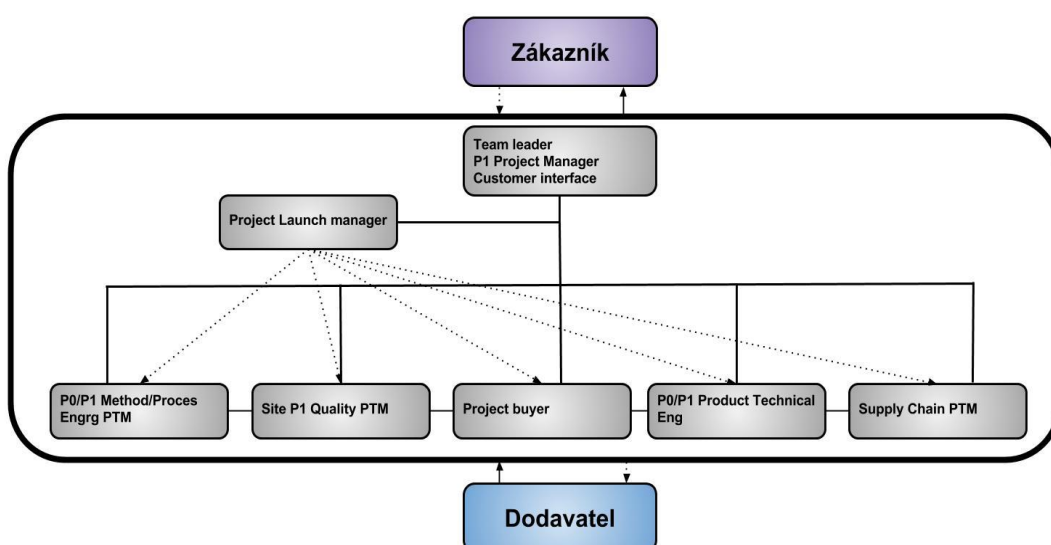 Zákazník
Team leader
P1 Project Manager
Customer interface
Project Launch manager
P0/P1 Method/Proces
Engrg PTM
Site P1 Quality PTM
Project buyer
P0/P1 Product Technical
Eng
Supply Chain PTM
Dodavatel